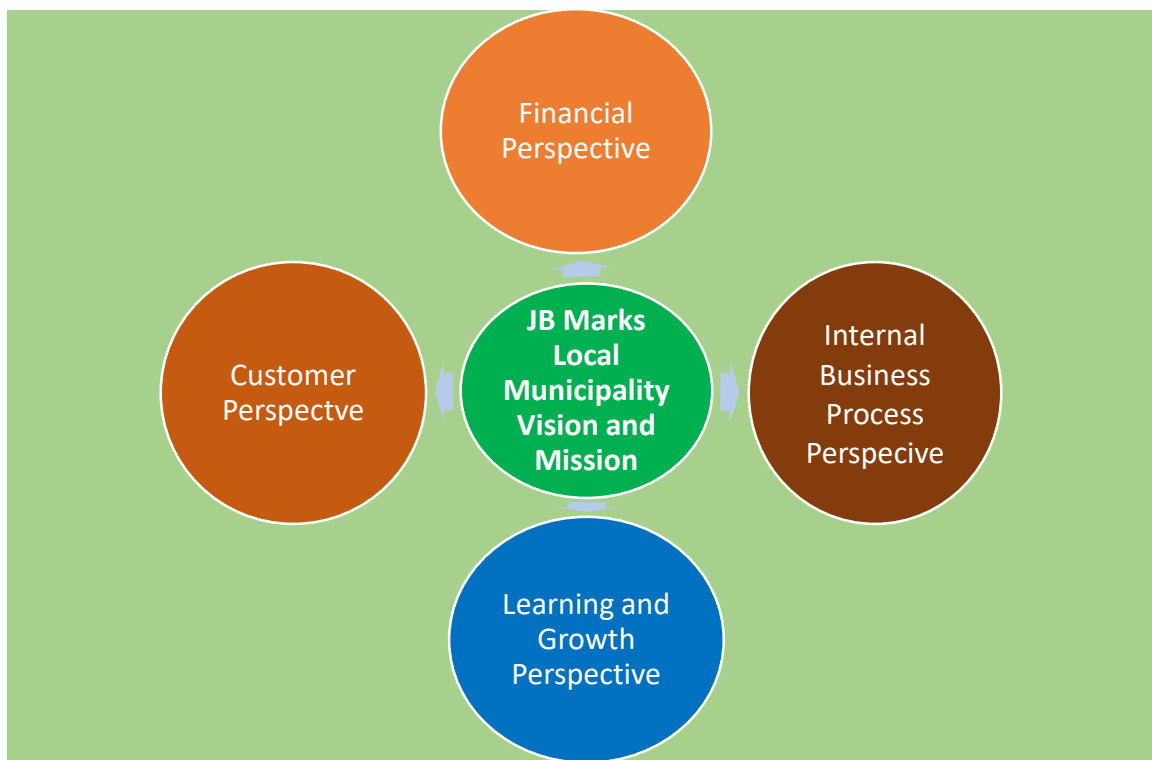 Financial
Perspective
Customer
Perspectve
JB Marks
Local
Municipality
Vision and
Mission
Internal
Business
Process
Perspecive
Learning and
Growth
Perspective